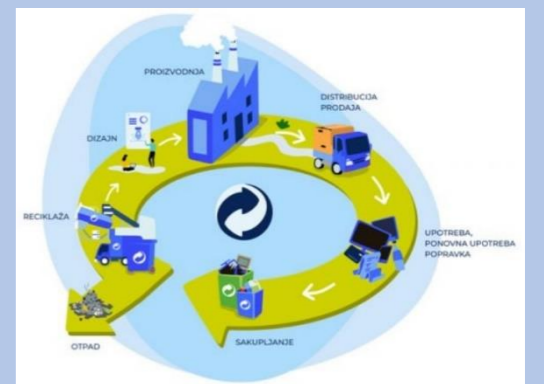 PROIZVODNJA
DISTRIBUCIJA
PRODAJA
DIZAJN
RECIKLAŽA
UPOTREBA,
PONOVNA UPOTREBA
POPRAVKA
SAKUPLJANJE
OTPAD